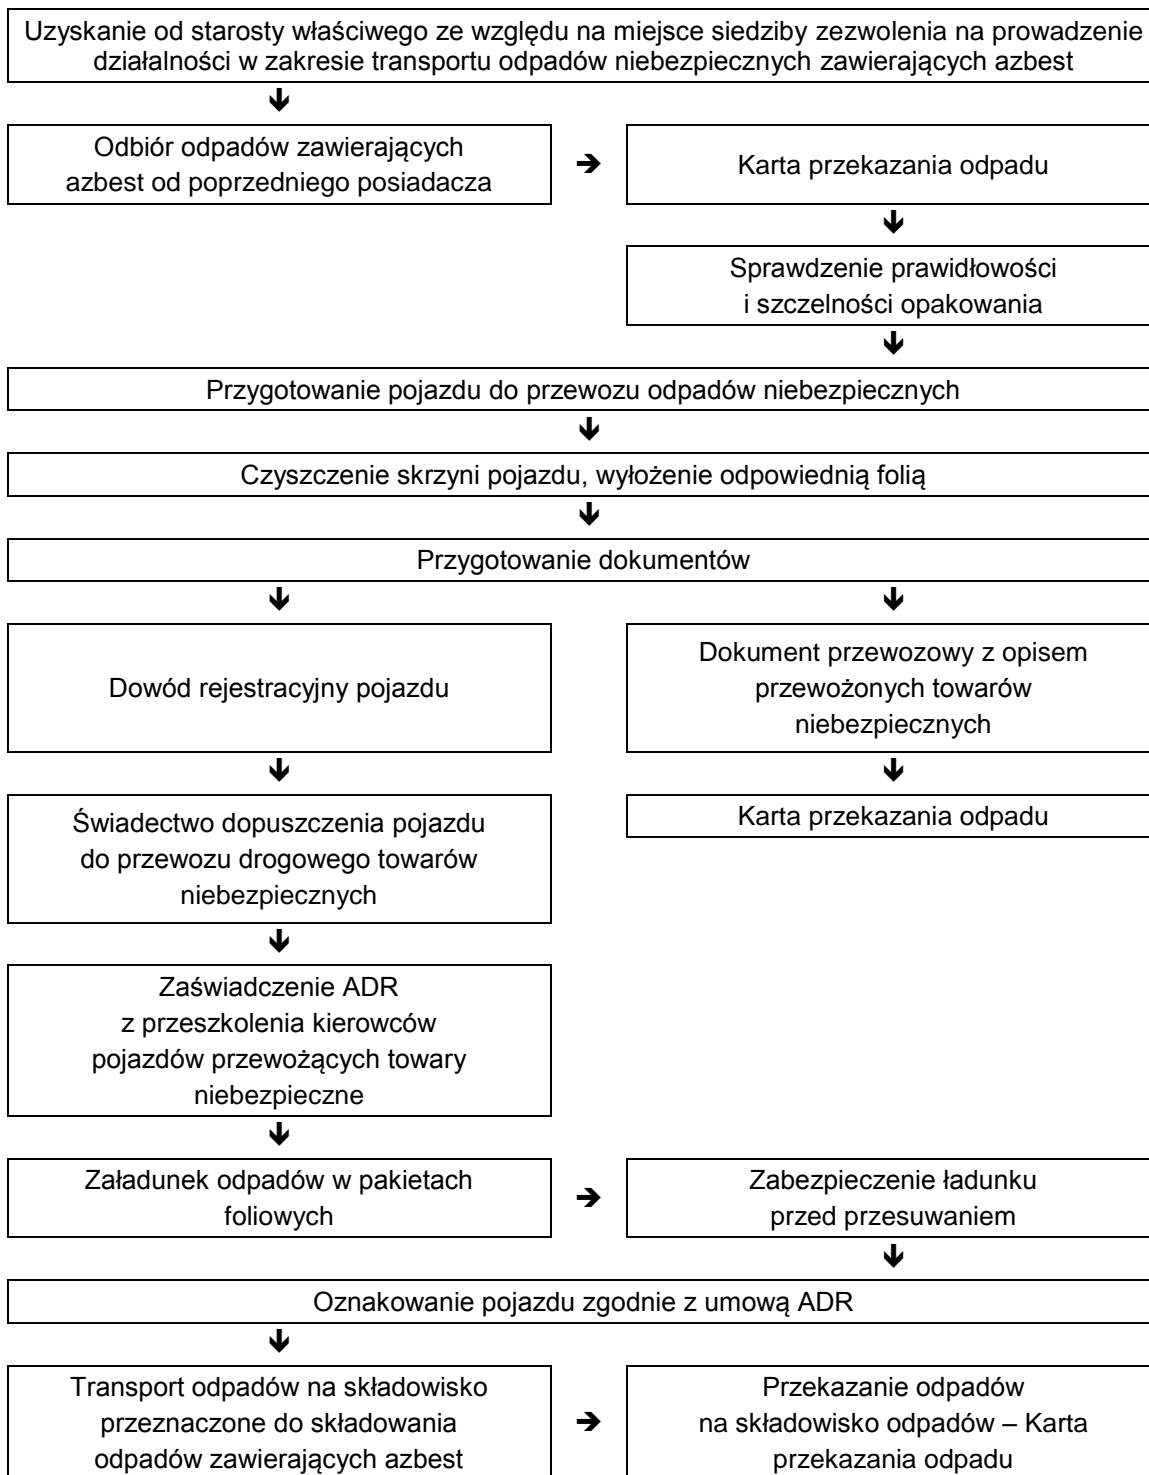 Uzyskanie od starosty właściwego ze względu na miejsce siedziby zezwolenia na prowadzenie
działalności w zakresie transportu odpadów niebezpiecznych zawierających azbest
Odbiór odpadów zawierających
azbest od poprzedniego posiadacza
Karta przekazania odpadu
Sprawdzenie prawidłowości
i szczelności opakowania
Przygotowanie pojazdu do przewozu odpadów niebezpiecznych
Czyszczenie skrzyni pojazdu, wyłożenie odpowiednią folią
Przygotowanie dokumentów
Dowód rejestracyjny pojazdu
Dokument przewozowy z opisem
przewożonych towarów
niebezpiecznych
Świadectwo dopuszczenia pojazdu
do przewozu drogowego towarów
niebezpiecznych
Karta przekazania odpadu
Zaświadczenie ADR
z przeszkolenia kierowców
pojazdów przewożących towary
niebezpieczne
Załadunek odpadów w pakietach
foliowych
Zabezpieczenie ładunku
przed przesuwaniem
Oznakowanie pojazdu zgodnie z umową ADR
Transport odpadów na składowisko
przeznaczone do składowania
odpadów zawierających azbest
Przekazanie odpadów
na składowisko odpadów – Karta
przekazania odpadu